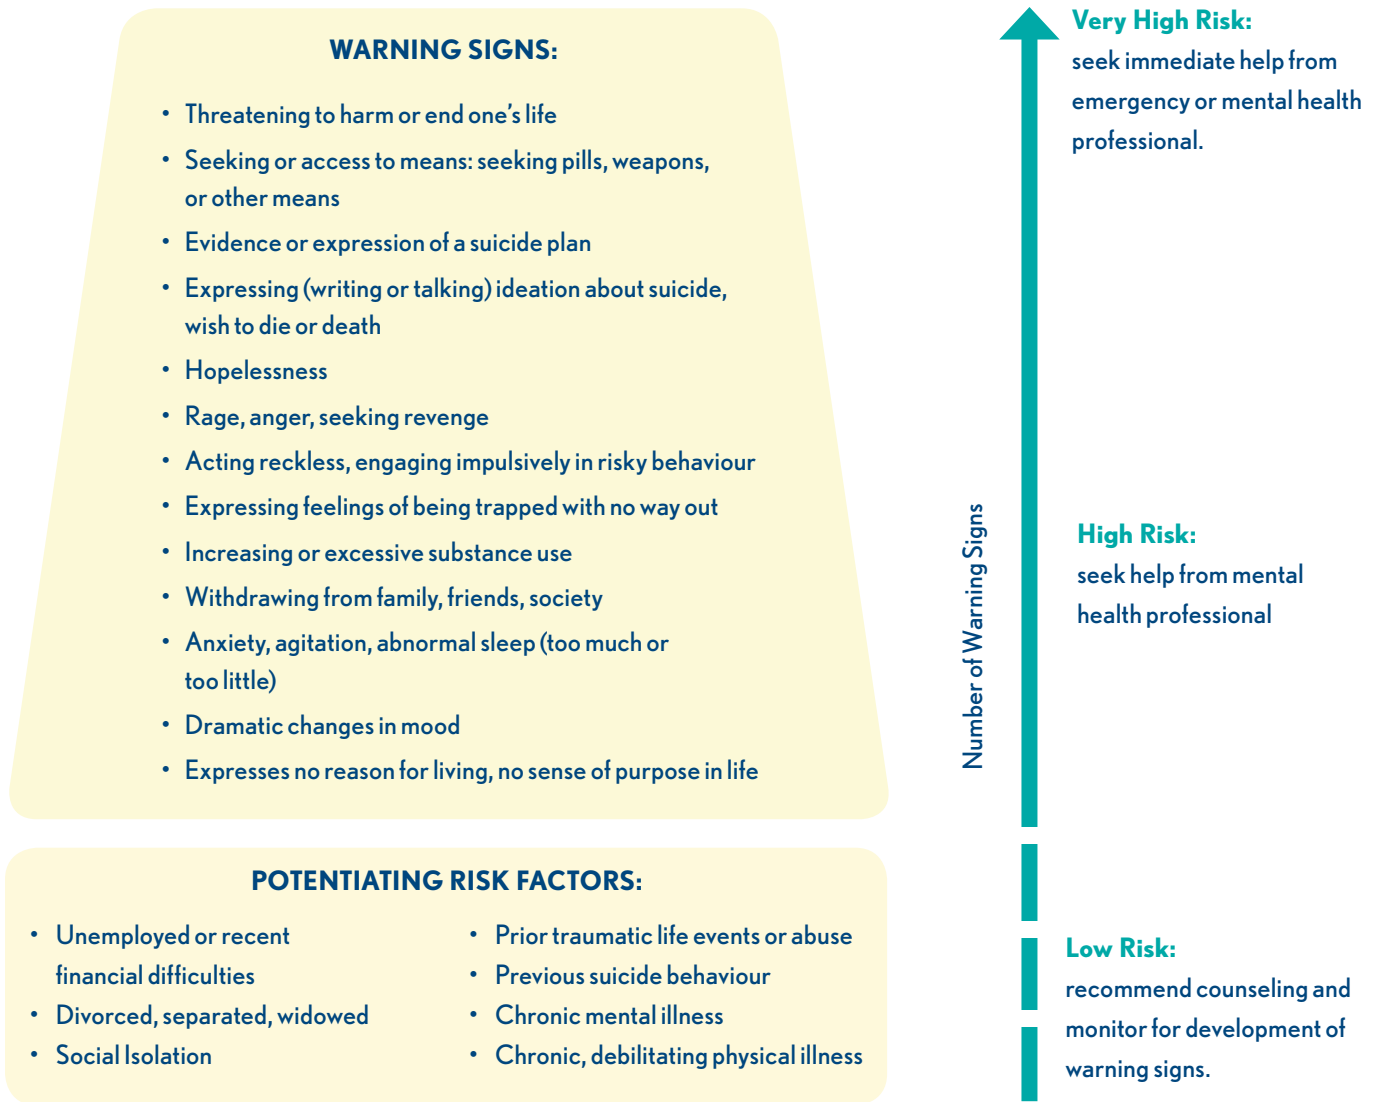 WARNING SIGNS:
• Threatening to harm or end one's life
• Seeking or access to means: seeking pills, weapons,
or other means
• Evidence or expression of a suicide plan
• Expressing (writing or talking) ideation about suicide,
wish to die or death
• Hopelessness
• Rage, anger, seeking revenge
• Acting reckless, engaging impulsively in risky behaviour
• Expressing feelings of being trapped with no way out
• Increasing or excessive substance use
• Withdrawing from family, friends, society
• Anxiety, agitation, abnormal sleep (too much or
too little)
• Dramatic changes in mood
• Expresses no reason for living, no sense of purpose in life
POTENTIATING RISK FACTORS:
• Unemployed or recent
financial difficulties
• Divorced, separated, widowed
• Social Isolation
• Prior traumatic life events or abuse
• Previous suicide behaviour
• Chronic mental illness
• Chronic, debilitating physical illness
Number of Warning Signs
Very High Risk:
seek immediate help from
emergency or mental health
professional.
High Risk:
seek help from mental
health professional
Low Risk:
recommend counseling and
monitor for development of
warning signs.